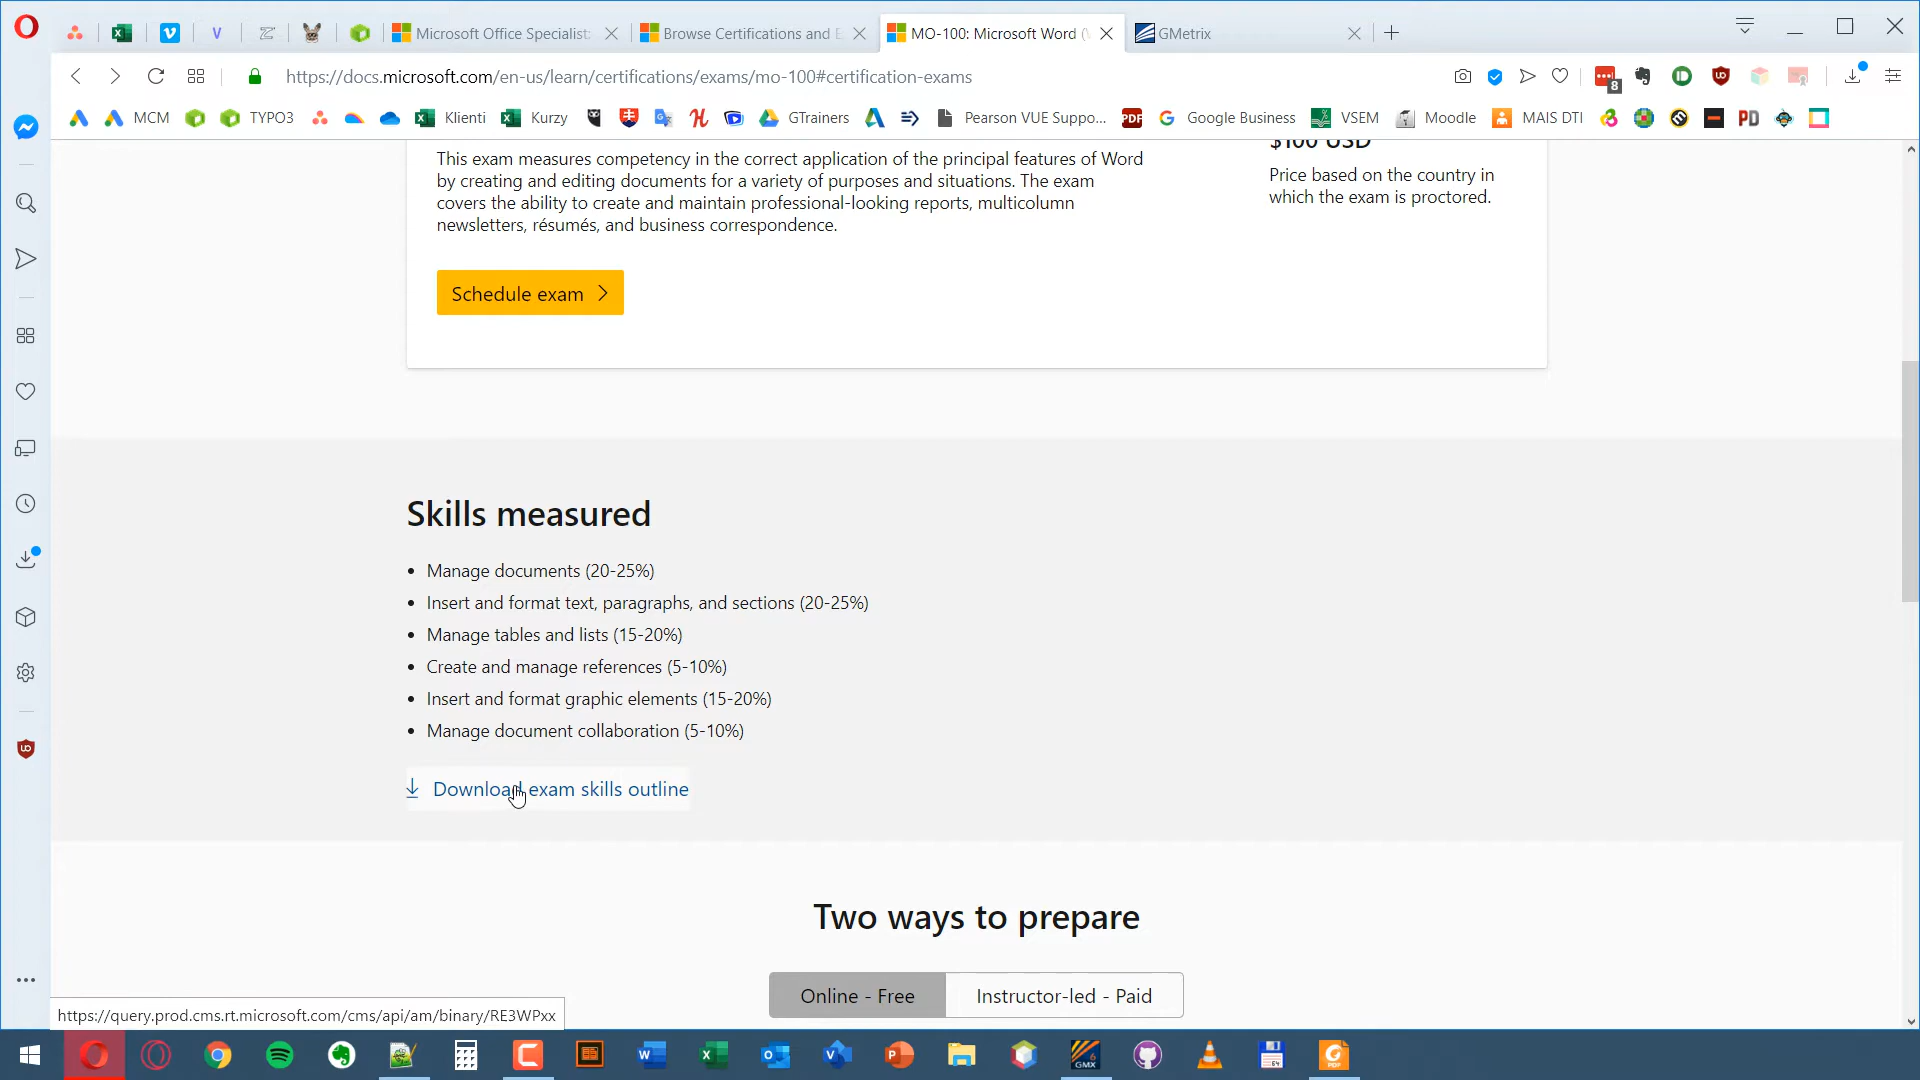 Microsoft Office Specialist:
Browse Certifications and E
MO-100: Microsoft Word (
GMetrix
https://docs.microsoft.com/en-us/learn/certifications/exams/mo-100#certification-exams
8
MCM
TYPO3
Klienti
Kurzy
GTrainers
Pearson VUE Suppo...
PDF
Google Business
VSEM
Moodle
MAIS DTI
PD
This exam measures competency in the correct application of the principal features of Word
by creating and editing documents for a variety of purposes and situations. The exam
covers the ability to create and maintain professional-looking reports, multicolumn
newsletters, résumés, and business correspondence.
$100 USD
Price based on the country in
which the exam is proctored.
Schedule exam
Skills measured
• Manage documents (20-25%)
• Insert and format text, paragraphs, and sections (20-25%)
• Manage tables and lists (15-20%)
• Create and manage references (5-10%)
• Insert and format graphic elements (15-20%)
• Manage document collaboration (5-10%)
Download exam skills outline
Two ways to prepare
Online - Free
Instructor-led - Paid
https://query.prod.cms.rt.microsoft.com/cms/api/am/binary/RE3WPxx